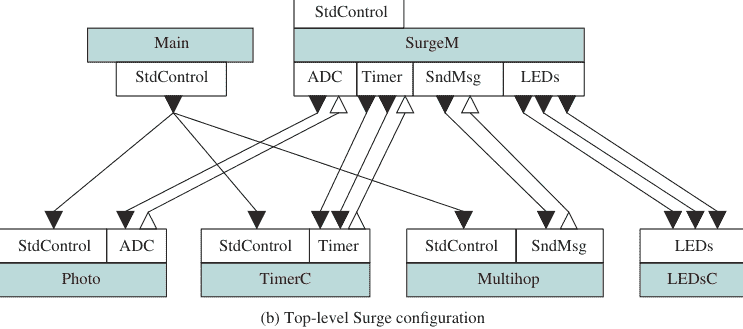 StdControl
Main
SurgeM
StdControl
ADC
Timer
SndMsg
LEDs
StdControl
ADC
StdControl
Timer
StdControl
SndMsg
LEDs
Photo
TimerC
Multihop
LEDsC
(b) Top-level Surge configuration